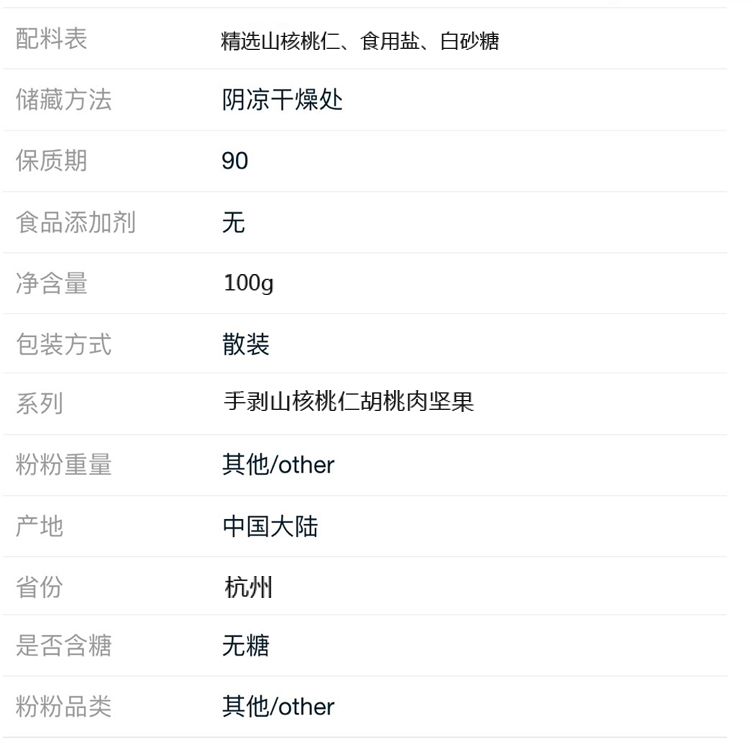 配料表 精选山核桃仁、食用盐、白砂糖
储藏方法 阴凉干燥处
保质期 90
食品添加剂 无
净含量 100g
包装方式 散装
系列 手剥山核桃仁胡桃肉坚果
粉粉重量 其他/other
产地 中国大陆
省份 杭州
是否含糖 无糖
粉粉品类 其他/other